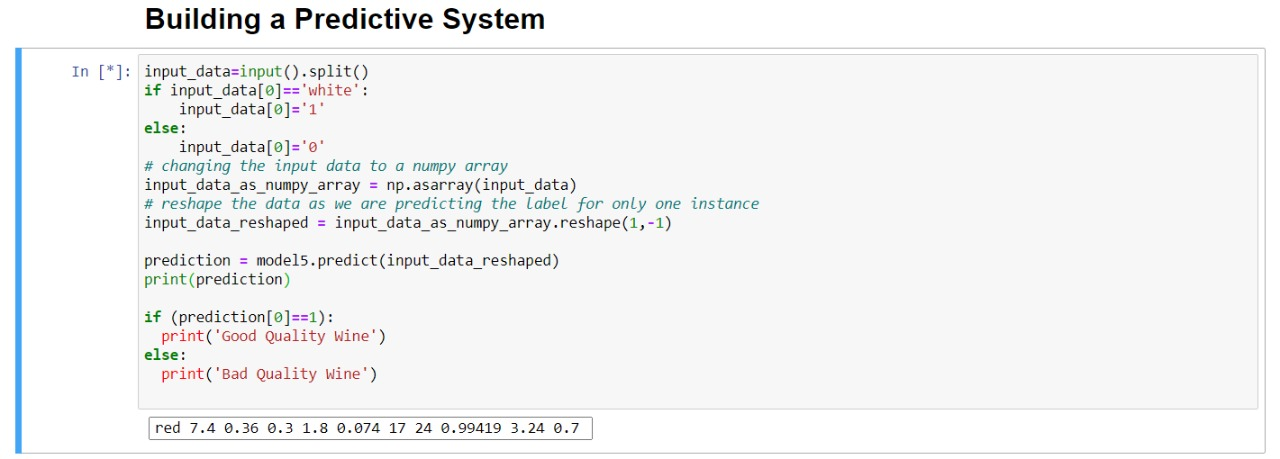 Building a Predictive System
In [*]: input_data=input().split()
if input_data[0]=='white':
    input_data[0]='1'
else:
    input_data[0]='0'
# changing the input data to a numpy array
input_data_as_numpy_array = np.asarray(input_data)
# reshape the data as we are predicting the label for only one instance
input_data_reshaped = input_data_as_numpy_array.reshape(1,-1)
prediction = model5.predict(input_data_reshaped)
print(prediction)
if (prediction[0]==1):
  print('Good Quality Wine')
else:
  print('Bad Quality Wine')
red 7.4 0.36 0.3 1.8 0.074 17 24 0.99419 3.24 0.7